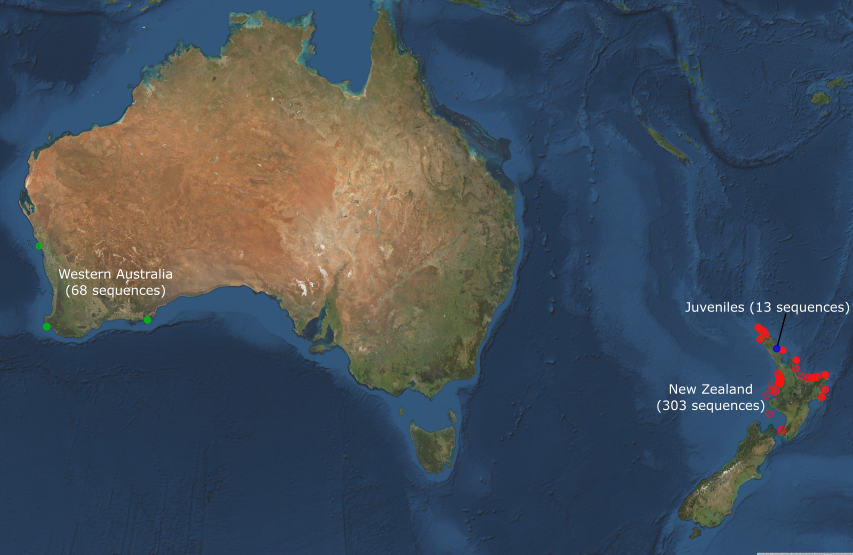 Western Australia
(68 sequences)
Juveniles (13 sequences)
New Zealand
(303 sequences)